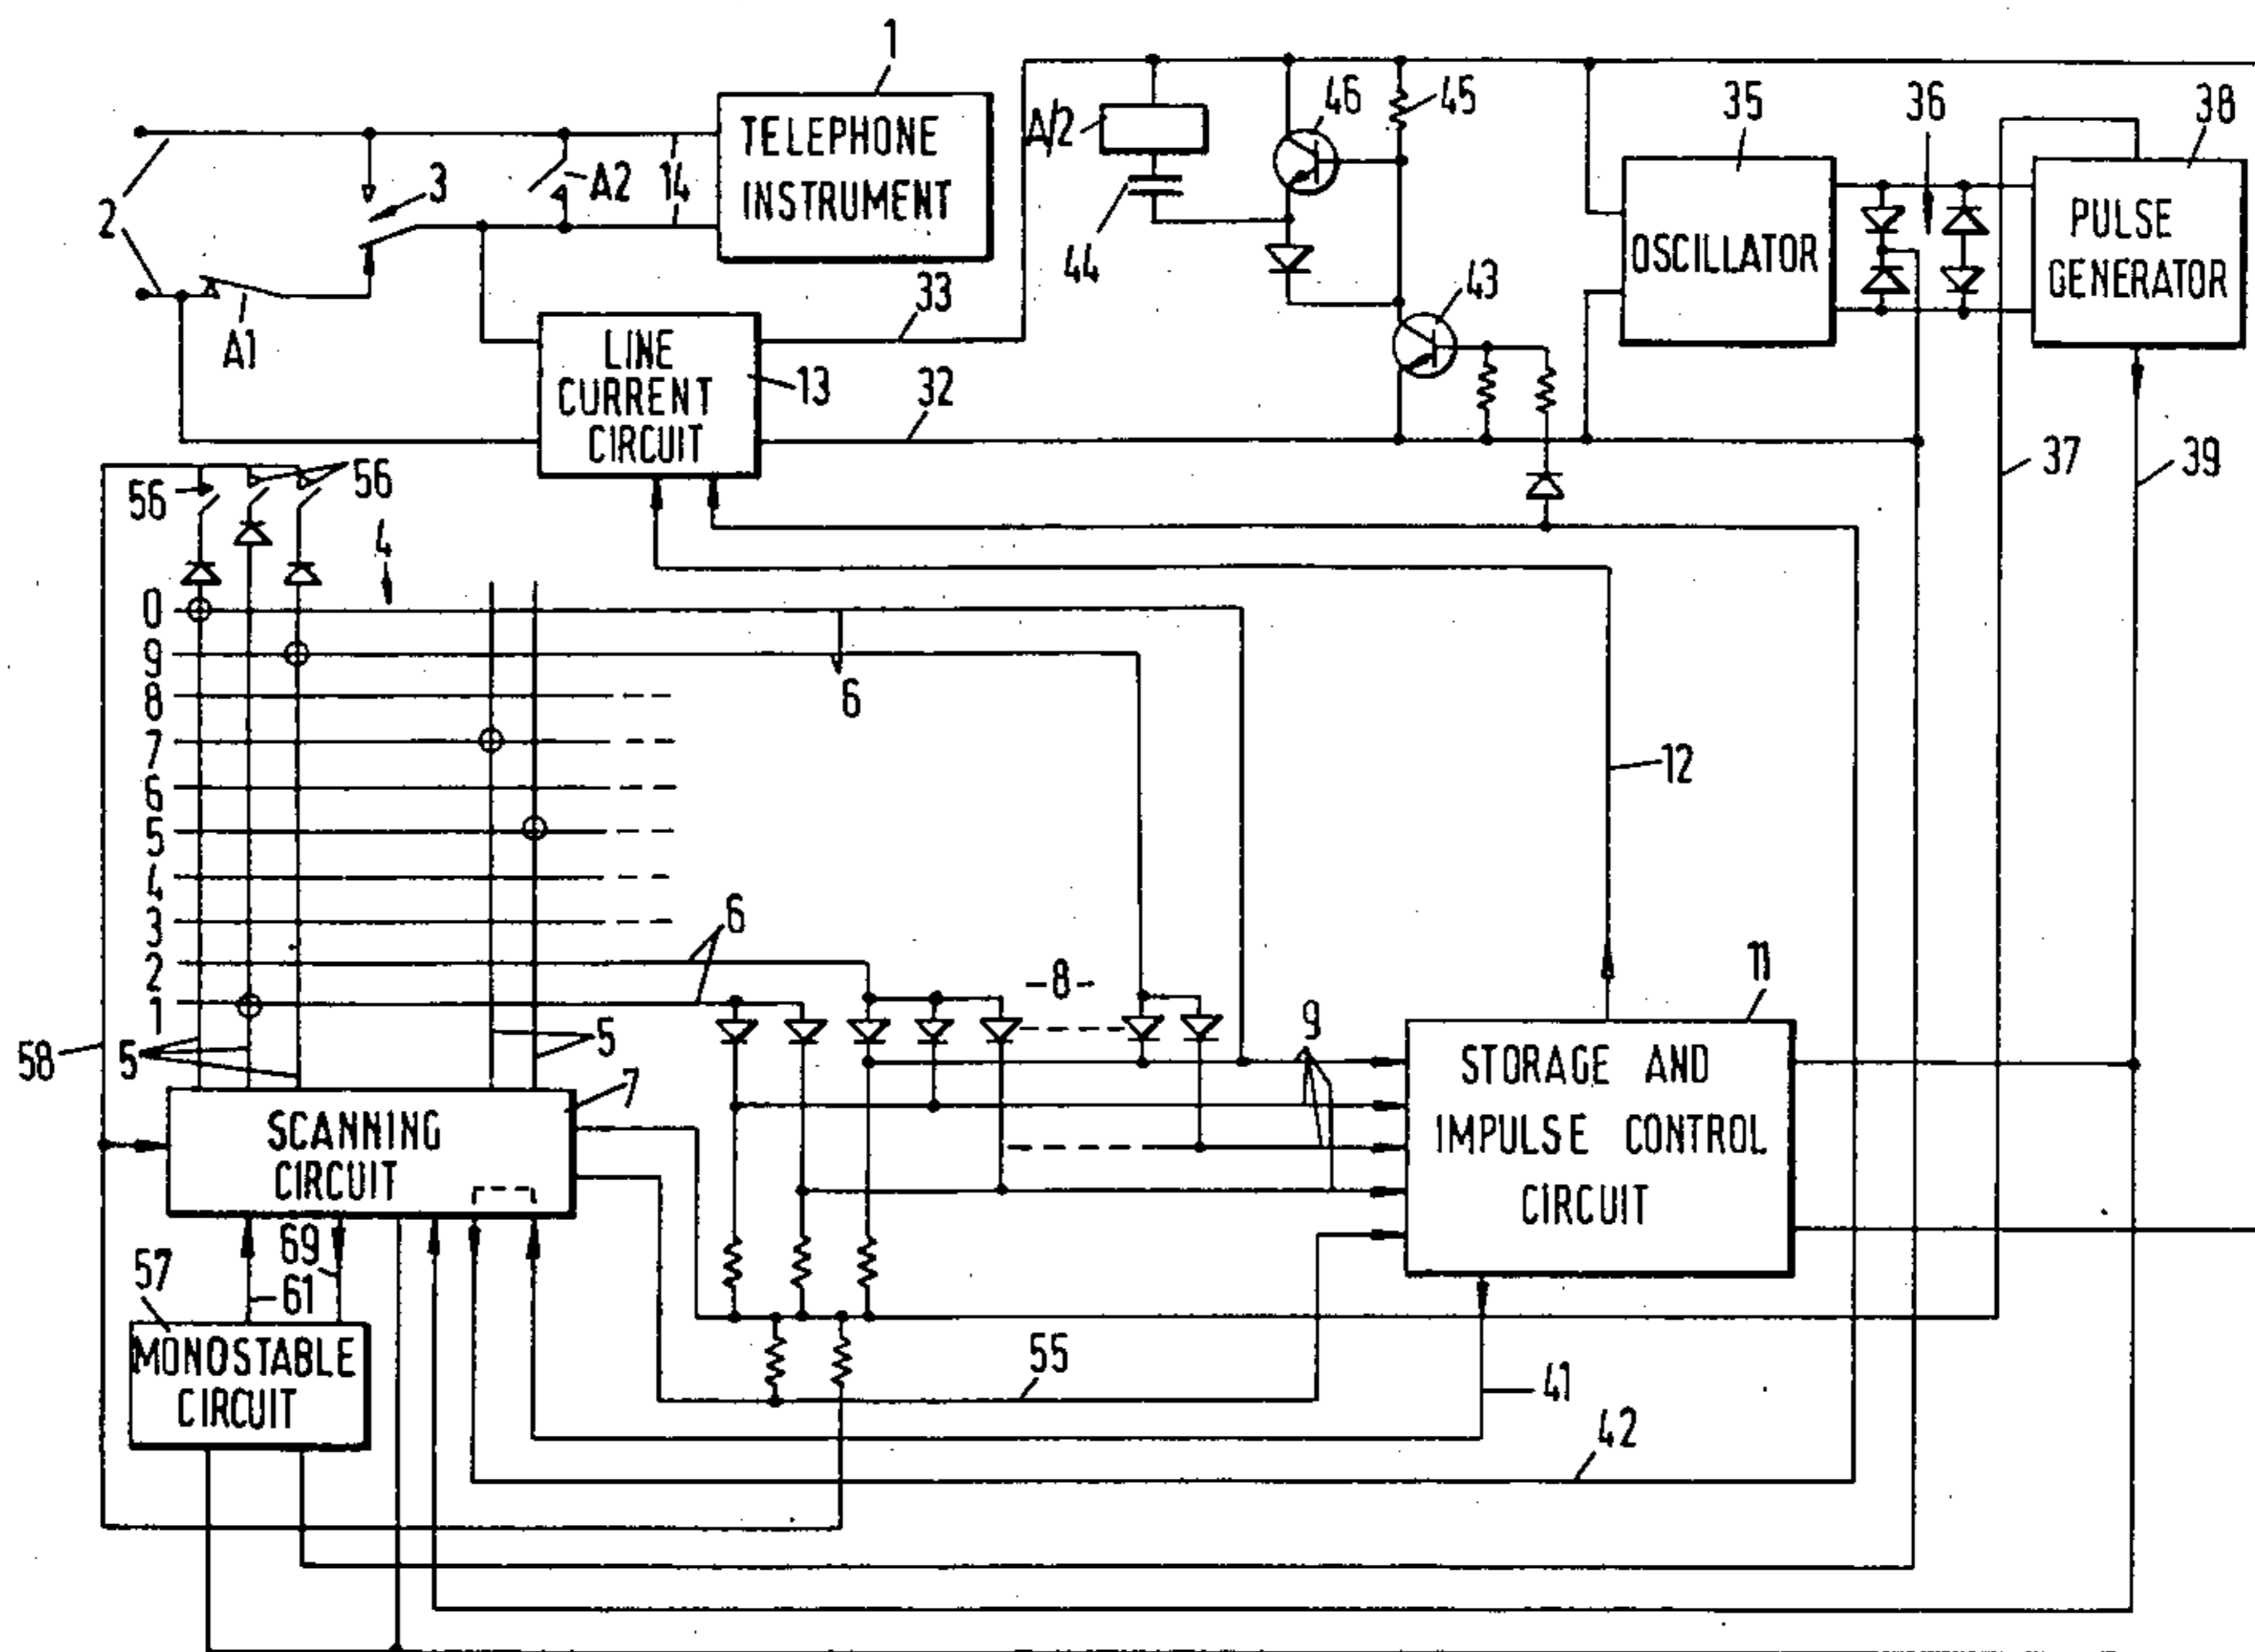 1
TELEPHONE
INSTRUMENT
2
3
A1
A2
14
A/2
44
46
45
43
35
OSCILLATOR
36
38
PULSE
GENERATOR
33
LINE
CURRENT
CIRCUIT
13
32
37
39
56
56
4
0
9
8
7
6
5
4
3
2
1
6
6
12
-8-
9
11
58
5
5
7
SCANNING
CIRCUIT
STORAGE AND
IMPULSE CONTROL
CIRCUIT
57
61
69
MONOSTABLE
CIRCUIT
55
41
42